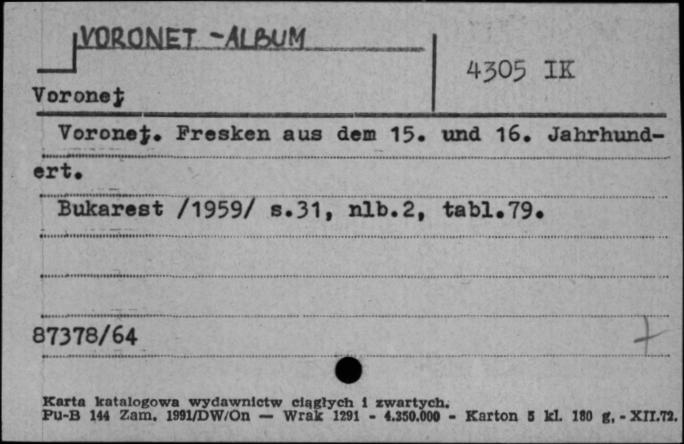 VORONET - ALBUM
4305 IK
Voroneț
Voroneț. Fresken aus dem 15. und 16. Jahrhund-
ert.
Bukarest /1959/ s.31, nlb.2, tabl.79.
87378/64
Karta katalogowa wydawnictw ciągłych i zwartych.
Pu-B 144 Zam. 1991/DW/On — Wrak 1291 - 4.350.000 - Karton 5 kl. 180 g. - XII.72.